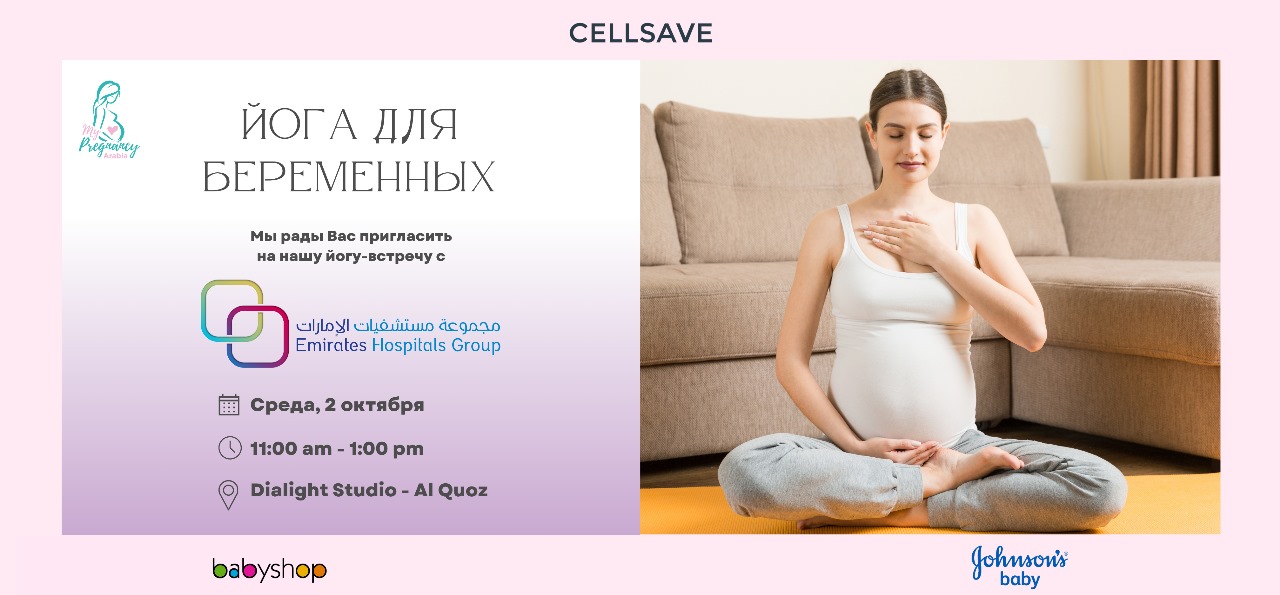 CELLSAVE
My
Pregnancy
Arabia
ЙОГА ДЛЯ
БЕРЕМЕННЫХ
Мы рады Вас пригласить
на нашу йогу-встречу с
مجموعة مستشفيات الإمارات
Emirates Hospitals Group
Среда, 2 октября
11:00 am - 1:00 pm
Dialight Studio - Al Quoz
babyshop
Johnson's®
baby